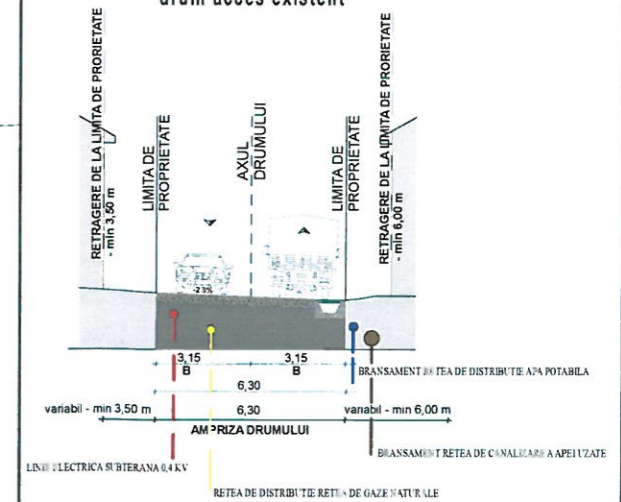 drum acces existent
RETRAGERE DE LA LIMITA DE PRORIETATE
- min 3,50 m
LIMITA DE
PROPRIETATE
AXUL
DRUMULUI
LIMITA DE
PROPRIETATE
RETRAGERE DE LA LIMITA DE PRORIETATE
- min 6,00 m
3,15
3,15
B
B
BRANSAMENT RETEA DE DISTRIBUTIE APA POTABILA
6,30
variabil - min 3,50 m
6,30
variabil - min 6,00 m
AMPRIZA DRUMULUI
BRANSAMENT RETEA DE CANALIZARE A APEI UZATE
LINIE ELECTRICA SUBTERANA 0,4 KV
RETEA DE DISTRIBUTIE RETEA DE GAZE NATURALE